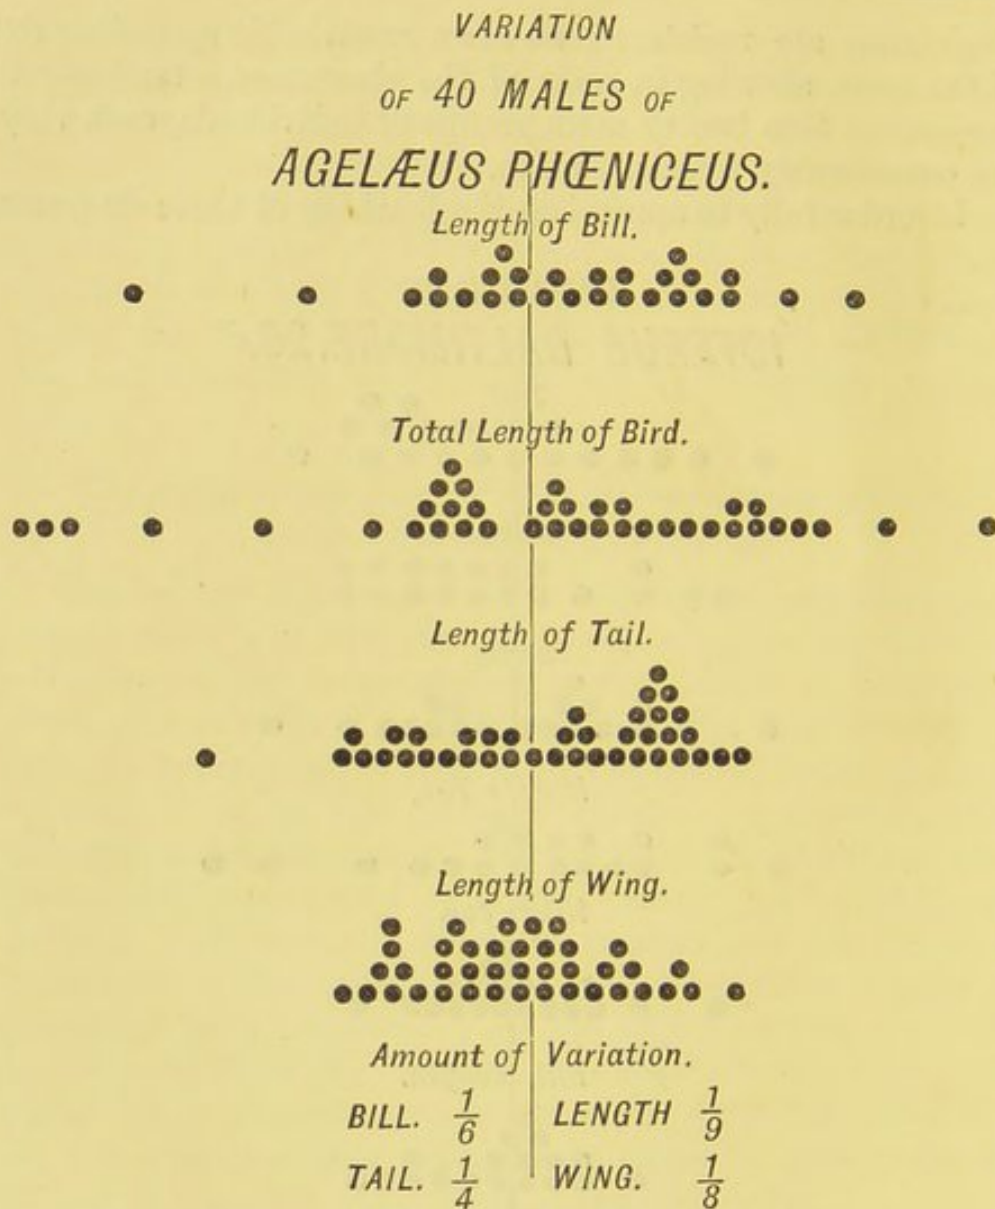 VARIATION
OF 40 MALES OF
AGELÆUS PHŒNICEUS.
Length of Bill.
Total Length of Bird.
Length of Tail.
Length of Wing.
Amount of Variation.
BILL. 1/6 LENGTH 1/9
TAIL. 1/4 WING. 1/8